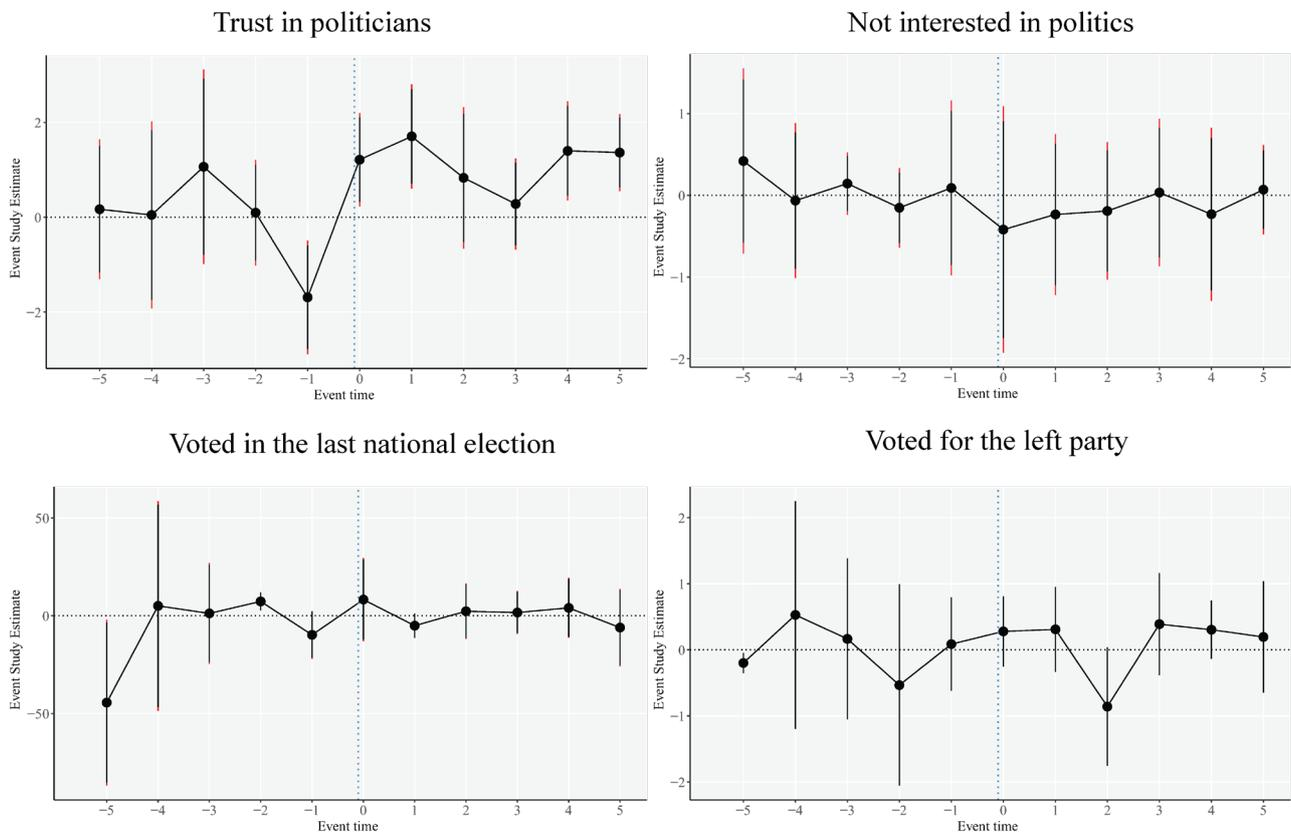 Trust in politicians
Not interested in politics
Event Study Estimate
2
0
−2
−5 −4 −3 −2 −1 0 1 2 3 4 5
Event time
Event Study Estimate
1
0
−1
−2
−5 −4 −3 −2 −1 0 1 2 3 4 5
Event time
Voted in the last national election
Voted for the left party
Event Study Estimate
50
0
−50
−5 −4 −3 −2 −1 0 1 2 3 4 5
Event time
Event Study Estimate
2
1
0
−1
−2
−5 −4 −3 −2 −1 0 1 2 3 4 5
Event time